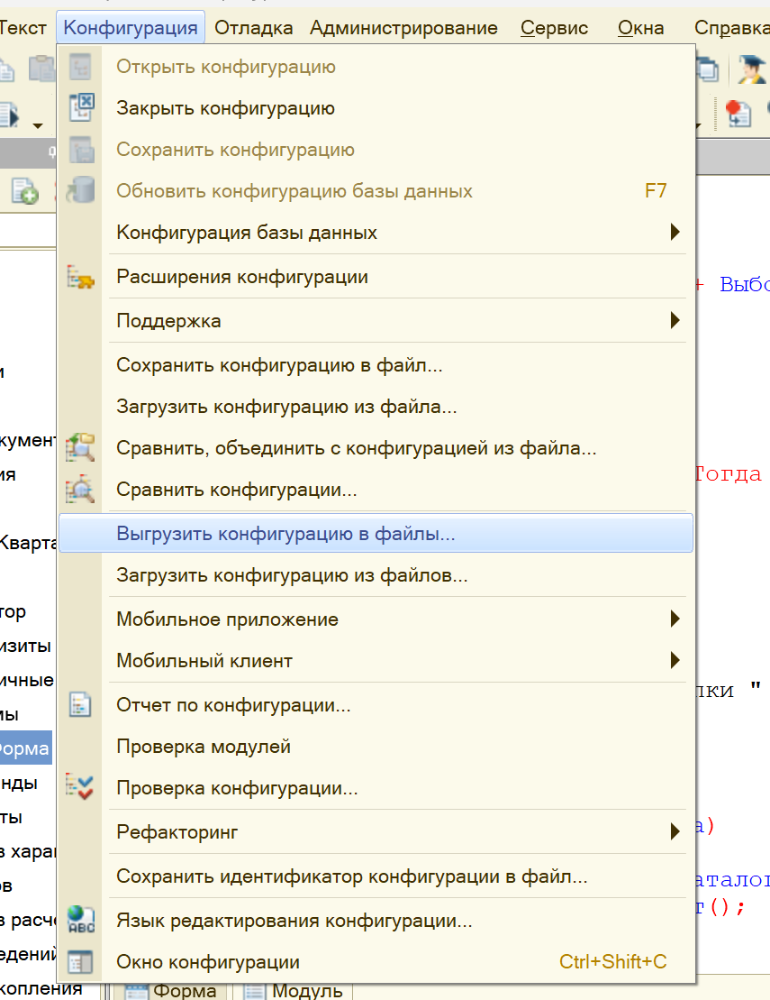 Текст Конфигурация Отладка Администрирование Сервис Окна Справка
Открыть конфигурацию
Закрыть конфигурацию
Сохранить конфигурацию
Обновить конфигурацию базы данных F7
Конфигурация базы данных
Расширения конфигурации
+ Выбо
Поддержка
Сохранить конфигурацию в файл...
и
Загрузить конфигурацию из файла...
кумент
Сравнить, объединить с конфигурацией из файла...
ия
Тогда
Сравнить конфигурации...
Выгрузить конфигурацию в файлы...
Кварта
Загрузить конфигурацию из файлов...
тор
Мобильное приложение
изиты
Мобильный клиент
ичные
лки "
Отчет по конфигурации...
мы
Проверка модулей
Форма
нды
Проверка конфигурации...
ты
а)
Рефакторинг
в хара
Сохранить идентификатор конфигурации в файл...
аталог
ов
т();
Язык редактирования конфигурации...
в расч
ведений
Окно конфигурации Ctrl+Shift+C
копления
Форма Модуль